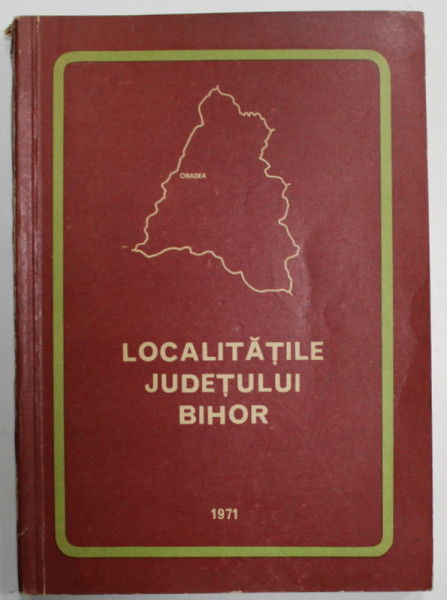 ORADEA
LOCALITĂȚILE
JUDEȚULUI
BIHOR
1971